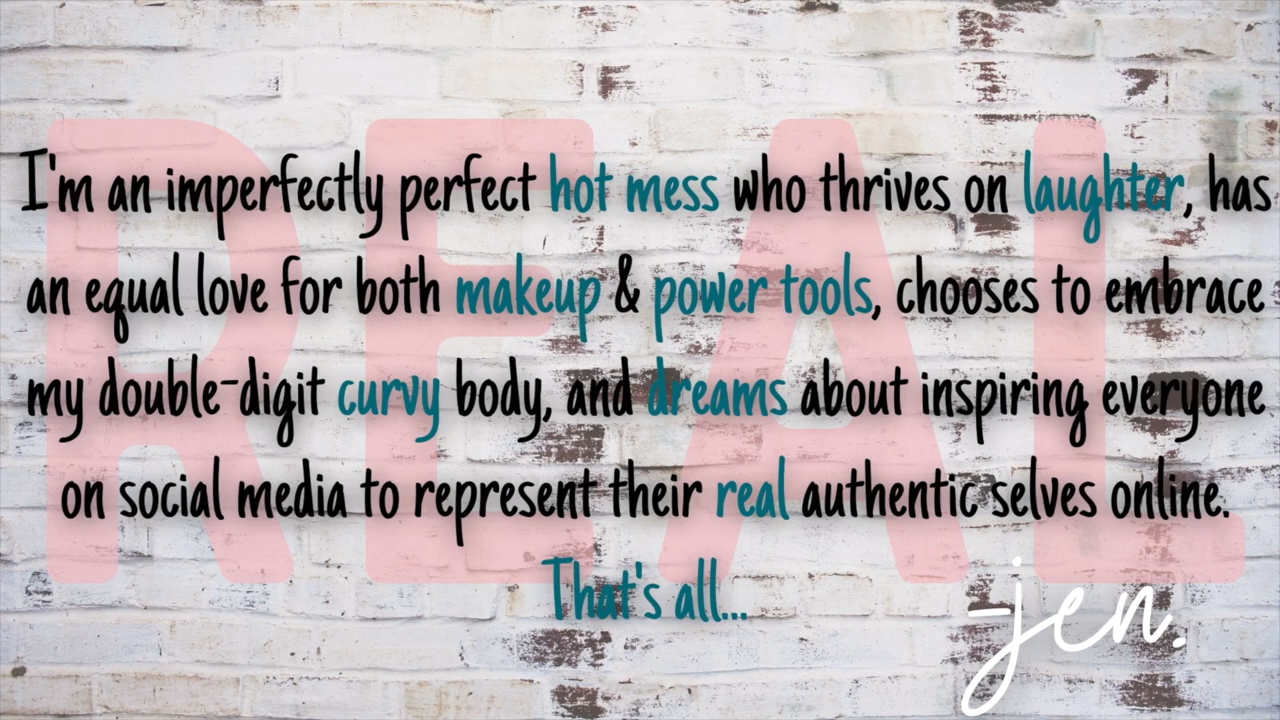 REAL
I'm an imperfectly perfect hot mess who thrives on laughter, has
an equal love for both makeup & power tools, chooses to embrace
my double-digit curvy body, and dreams about inspiring everyone
on social media to represent their real authentic selves online.
That's all...
-jen.